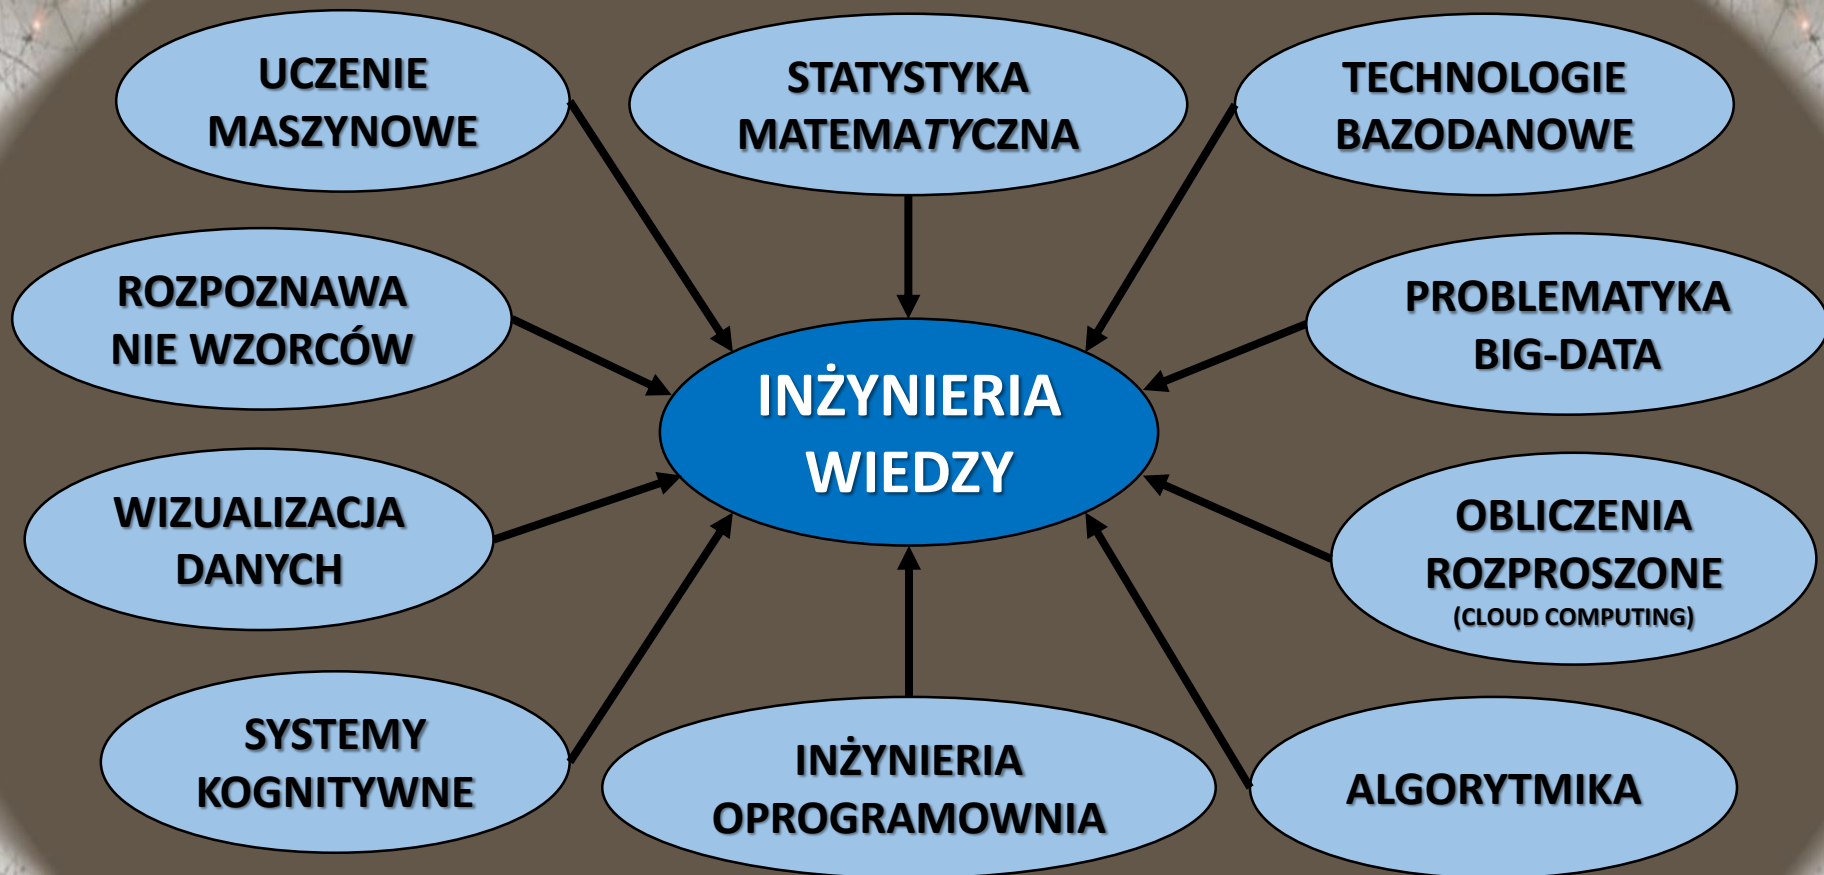 UCZENIE
MASZYNOWE
STATYSTYKA
MATEMATYCZNA
TECHNOLOGIE
BAZODANOWE
ROZPOZNAWA
NIE WZORCÓW
PROBLEMATYKA
BIG-DATA
INŻYNIERIA
WIEDZY
WIZUALIZACJA
DANYCH
OBLICZENIA
ROZPROSZONE
(CLOUD COMPUTING)
SYSTEMY
KOGNITYWNE
INŻYNIERIA
OPROGRAMOWNIA
ALGORYTMIKA